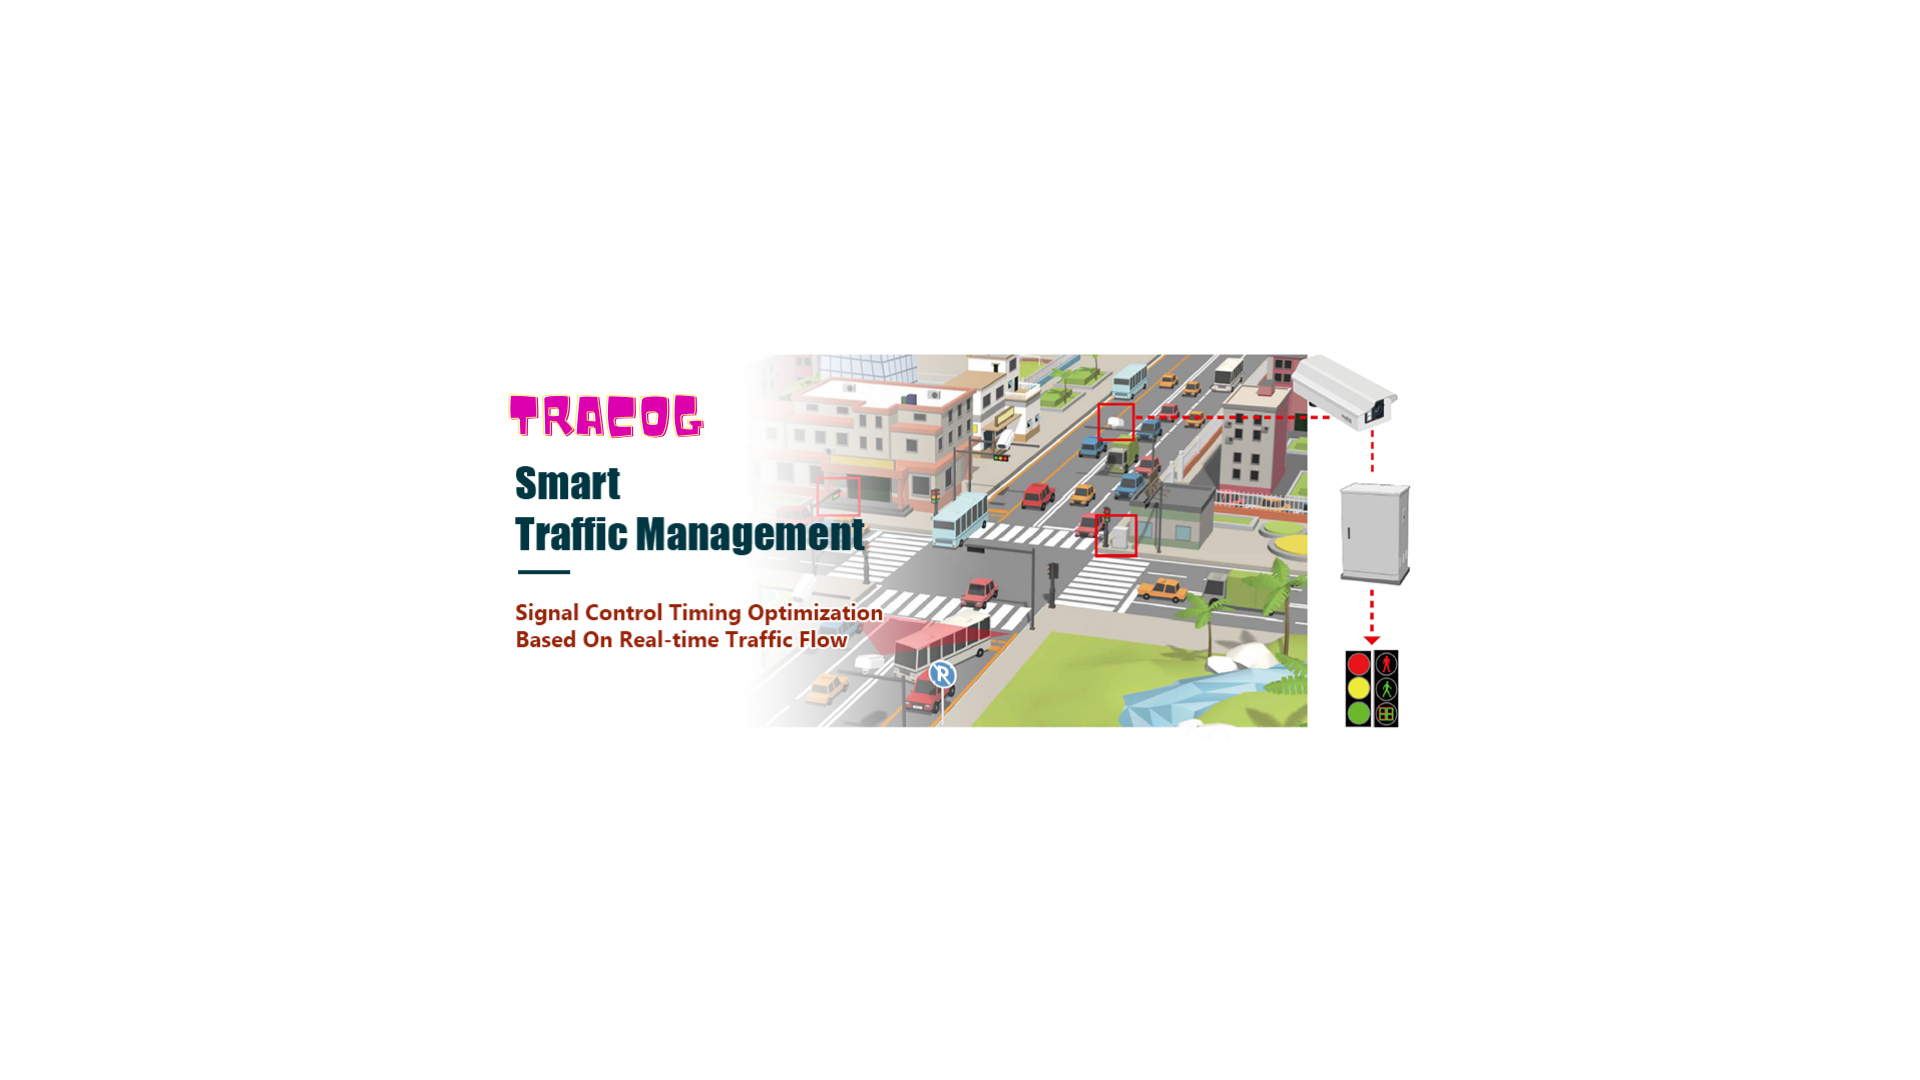 TRACOG
Smart
Traffic Management
Signal Control Timing Optimization
Based On Real-time Traffic Flow
R